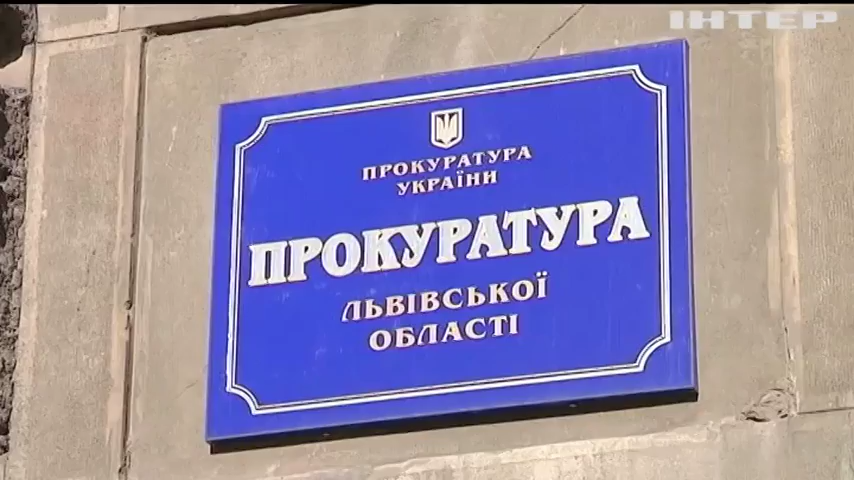 ІНТЕР
ПРОКУРАТУРА
УКРАЇНИ
ПРОКУРАТУРА
ЛЬВІВСЬКОЇ
ОБЛАСТІ